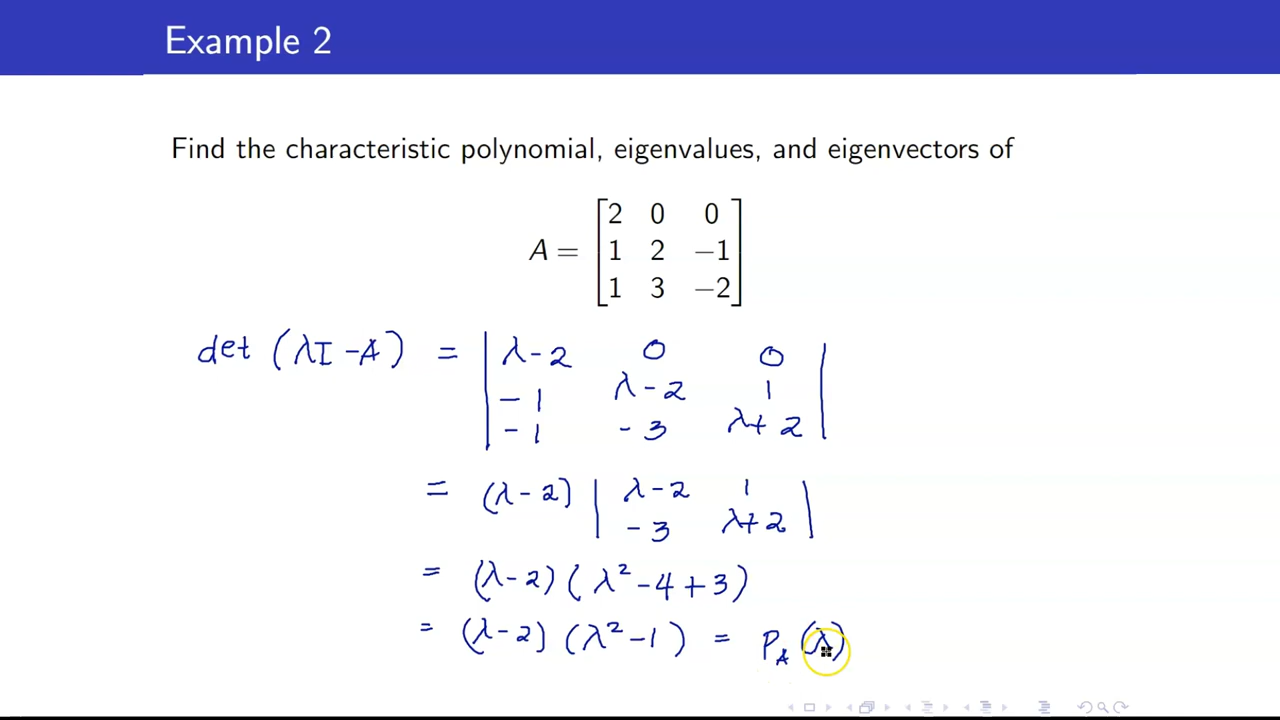 Example 2
Find the characteristic polynomial, eigenvalues, and eigenvectors of
A = [2 0 0
1 2 −1
1 3 −2]
det (λI − A) = | λ − 2 0 0 |
| − 1 λ − 2 1 |
| − 1 − 3 λ + 2 |
= (λ − 2) | λ − 2 1 |
| − 3 λ + 2 |
= (λ − 2) (λ² − 4 + 3)
= (λ − 2) (λ² − 1) = P_A (λ)